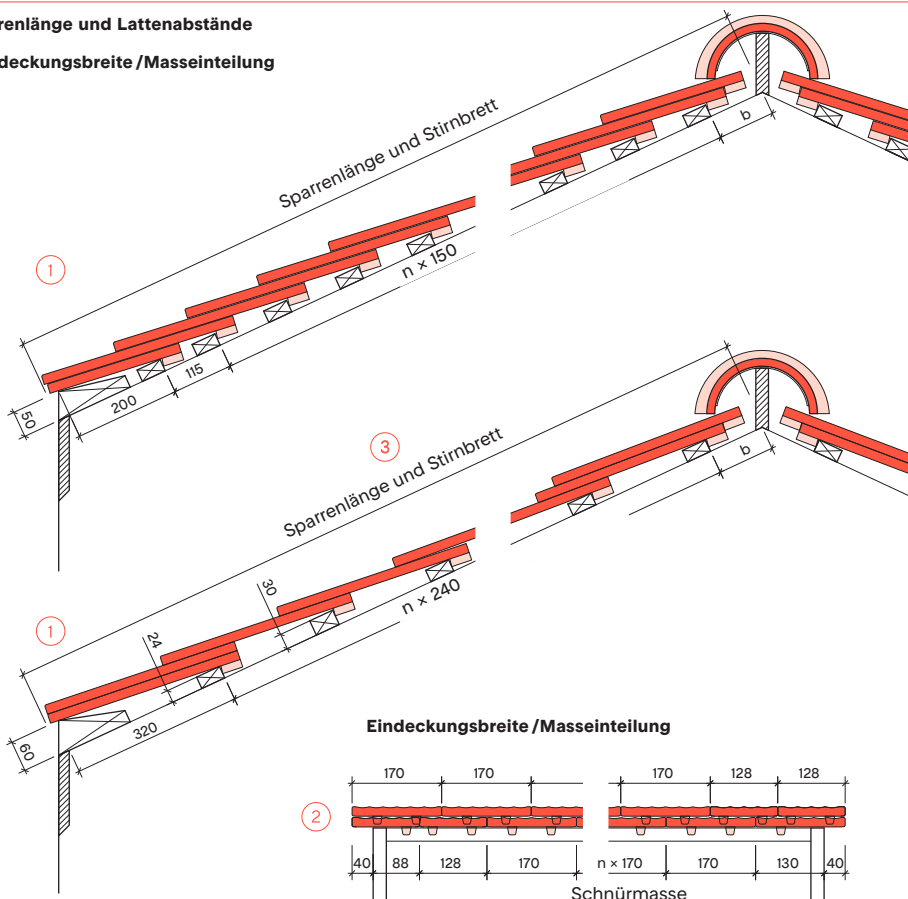 renlänge und Lattenabstände
deckungsbreite/Masseinteilung
Sparrenlänge und Stirnbrett
b
1
n × 150
115
200
50
3
Sparrenlänge und Stirnbrett
b
30
n × 240
1
24
320
60
Eindeckungsbreite/Masseinteilung
170 170 170 128 128
2
40 88 128 170 n × 170 170 130 40
Schnürmasse